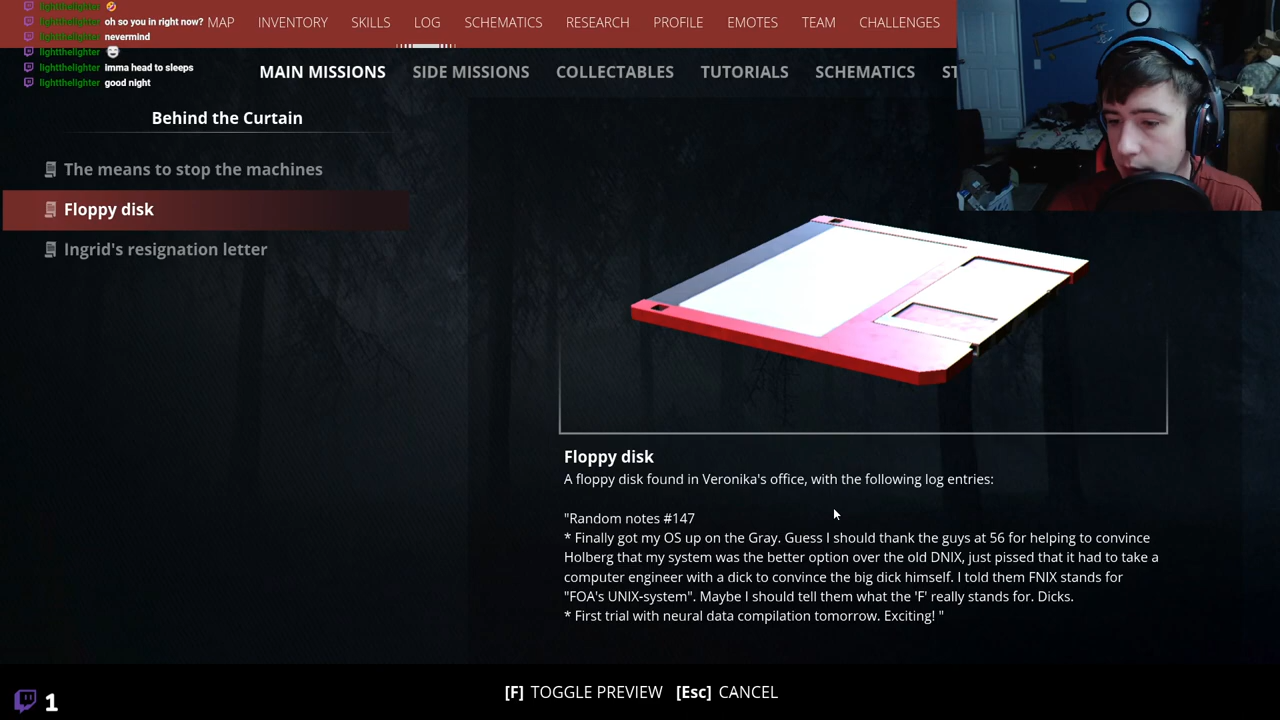 lightthelighter
lightthelighter oh so you in right now?
lightthelighter nevermind
lightthelighter
lightthelighter imma head to sleeps
lightthelighter good night
MAP INVENTORY SKILLS LOG SCHEMATICS RESEARCH PROFILE EMOTES TEAM CHALLENGES
MAIN MISSIONS SIDE MISSIONS COLLECTABLES TUTORIALS SCHEMATICS ST
Behind the Curtain
The means to stop the machines
Floppy disk
Ingrid's resignation letter
Floppy disk
A floppy disk found in Veronika's office, with the following log entries:
"Random notes #147
* Finally got my OS up on the Gray. Guess I should thank the guys at 56 for helping to convince
Holberg that my system was the better option over the old DNIX, just pissed that it had to take a
computer engineer with a dick to convince the big dick himself. I told them FNIX stands for
"FOA's UNIX-system". Maybe I should tell them what the 'F' really stands for. Dicks.
* First trial with neural data compilation tomorrow. Exciting! "
[F] TOGGLE PREVIEW [Esc] CANCEL
1